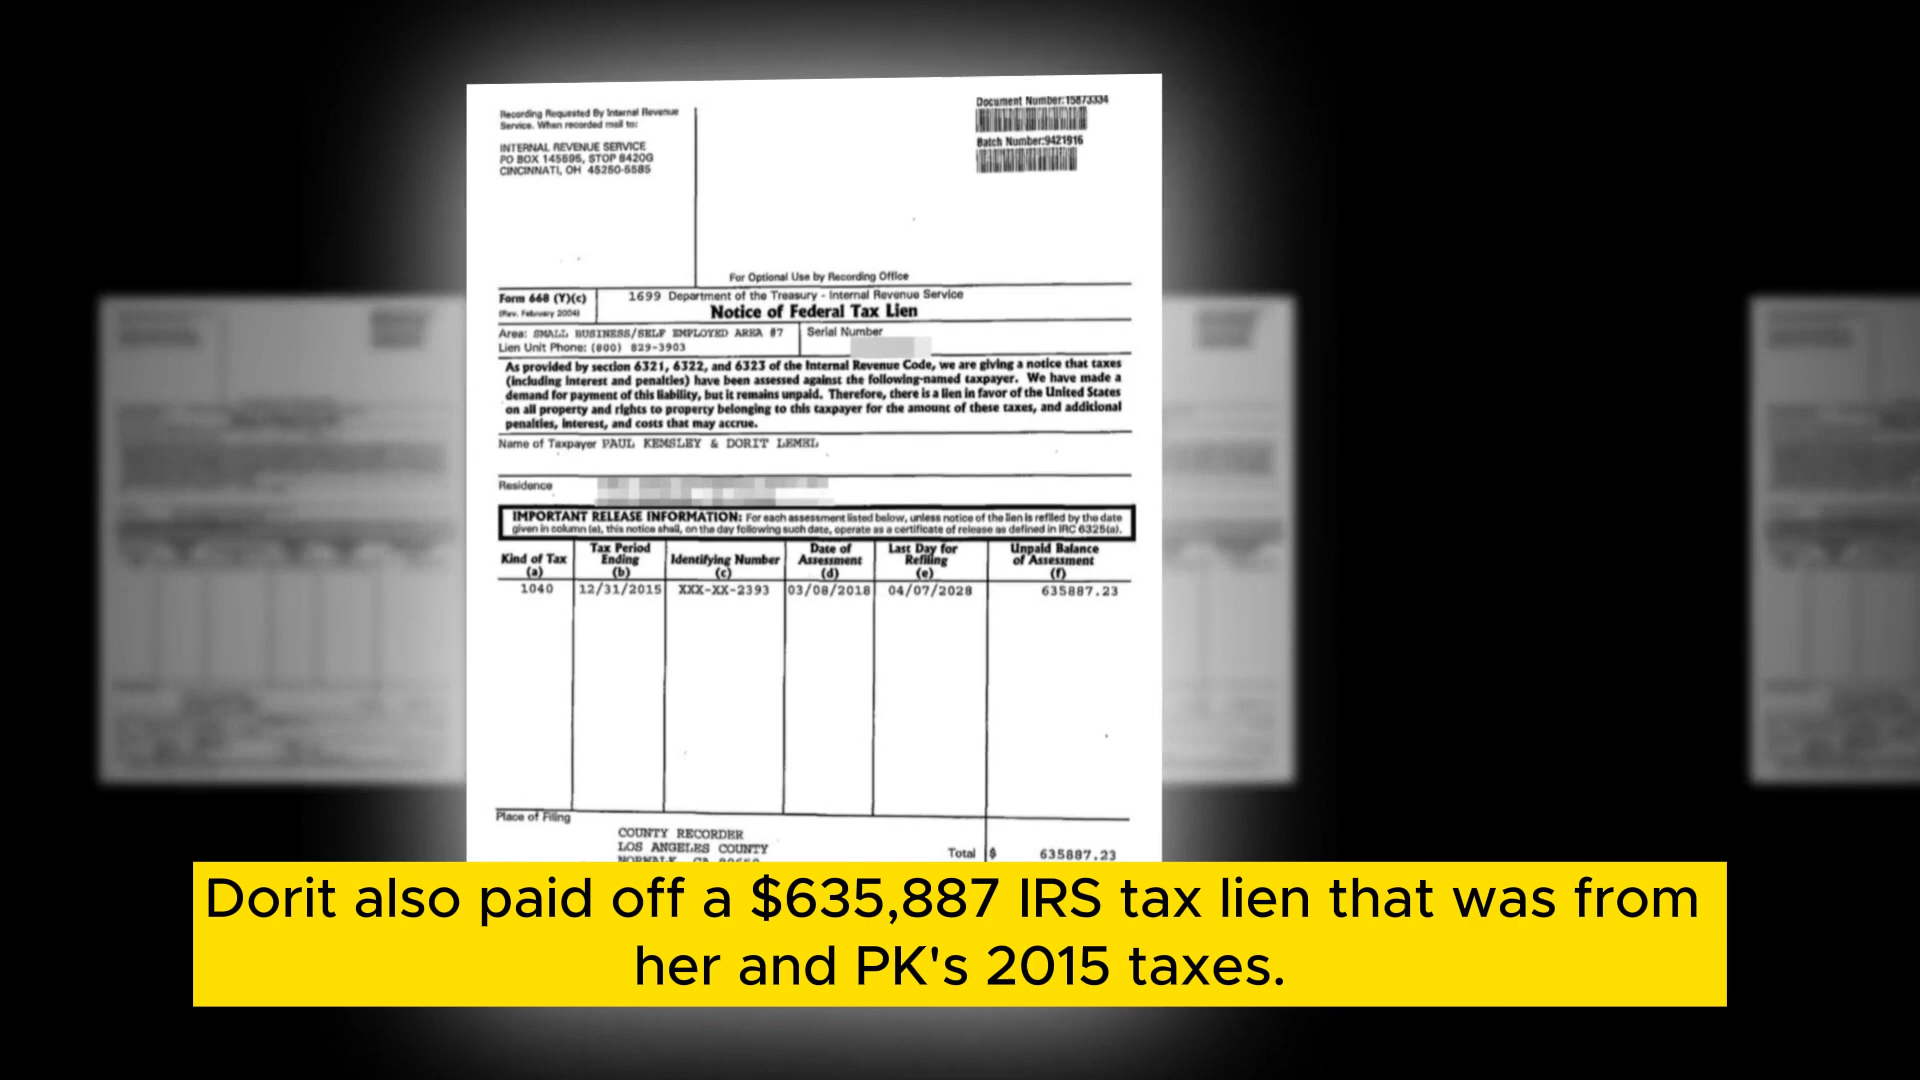 Recording Requested By Internal Revenue
Service. When recorded mail to:
INTERNAL REVENUE SERVICE
PO BOX 145595, STOP 8420G
CINCINNATI, OH 45250-5585
Document Number:15873334
Batch Number:9421916
For Optional Use by Recording Office
Form 668 (Y)(c)
(Rev. February 2004)
1699 Department of the Treasury - Internal Revenue Service
Notice of Federal Tax Lien
Area: SMALL BUSINESS/SELF EMPLOYED AREA #7
Lien Unit Phone: (800) 829-3903
Serial Number
As provided by section 6321, 6322, and 6323 of the Internal Revenue Code, we are giving a notice that taxes
(including interest and penalties) have been assessed against the following-named taxpayer. We have made a
demand for payment of this liability, but it remains unpaid. Therefore, there is a lien in favor of the United States
on all property and rights to property belonging to this taxpayer for the amount of these taxes, and additional
penalties, interest, and costs that may accrue.
Name of Taxpayer PAUL KEMSLEY & DORIT LEMEL
Residence
IMPORTANT RELEASE INFORMATION: For each assessment listed below, unless notice of the lien is refiled by the date
given in column (e), this notice shall, on the day following such date, operate as a certificate of release as defined in IRC 6325(a).
Kind of Tax
(a)
Tax Period
Ending
(b)
Identifying Number
(c)
Date of
Assessment
(d)
Last Day for
Refiling
(e)
Unpaid Balance
of Assessment
(f)
1040 12/31/2015 XXX-XX-2393 03/08/2018 04/07/2028 635887.23
Place of Filing
COUNTY RECORDER
LOS ANGELES COUNTY
Total $ 635887.23
Dorit also paid off a $635,887 IRS tax lien that was from
her and PK's 2015 taxes.